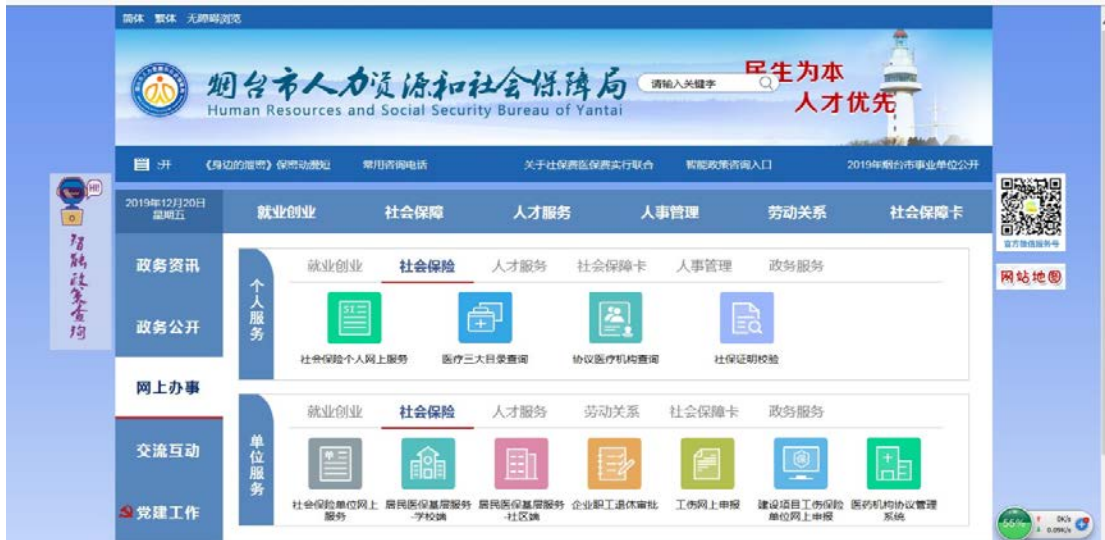 简体 繁体 无障碍浏览
烟台市人力资源和社会保障局
Human Resources and Social Security Bureau of Yantai
请输入关键字
民生为本
人才优先
开 《身边的泄密》保密动漫短 常用咨询电话 关于社保费医保费实行联合 智能政策咨询入口 2019年烟台市事业单位公开
HI!
智能政策查询
2019年12月20日
星期五
就业创业 社会保障 人才服务 人事管理 劳动关系 社会保障卡
官方微信服务号
网站地图
政务资讯
政务公开
网上办事
交流互动
党建工作
个人服务
就业创业 社会保险 人才服务 社会保障卡 人事管理 政务服务
社会保险个人网上服务 医疗三大目录查询 协议医疗机构查询 社保证明校验
单位服务
就业创业 社会保险 人才服务 劳动关系 社会保障卡 政务服务
社会保险单位网上服务 居民医保基层服务-学校端 居民医保基层服务-社区端 企业职工退休审批 工伤网上申报 建设项目工伤保险单位网上申报 医药机构协议管理系统